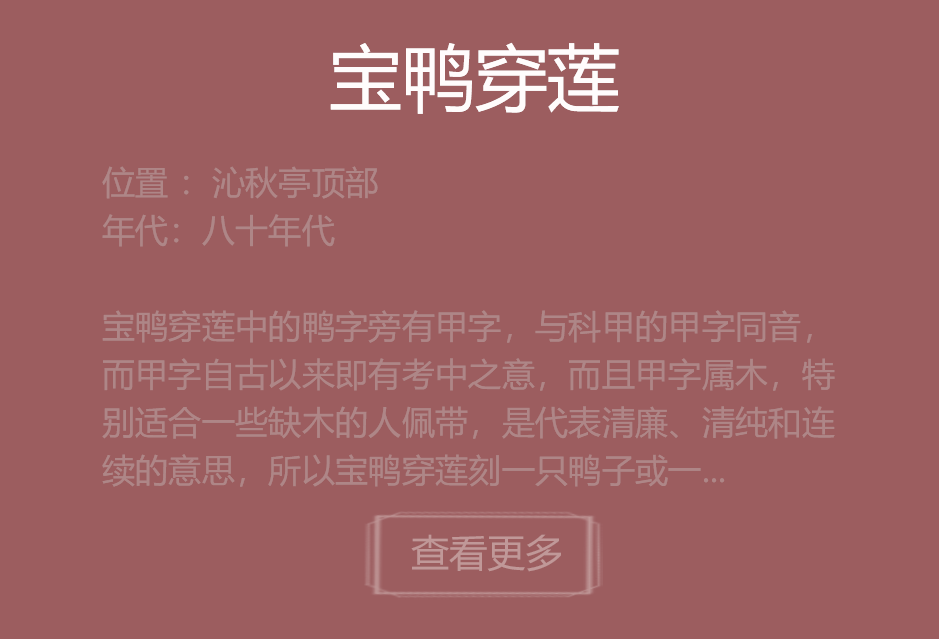 宝鸭穿莲
位置： 沁秋亭顶部
年代：八十年代
宝鸭穿莲中的鸭字旁有甲字，与科甲的甲字同音，
而甲字自古以来即有考中之意，而且甲字属木，特
别适合一些缺木的人佩带，是代表清廉、清纯和连
续的意思，所以宝鸭穿莲刻一只鸭子或一...
查看更多